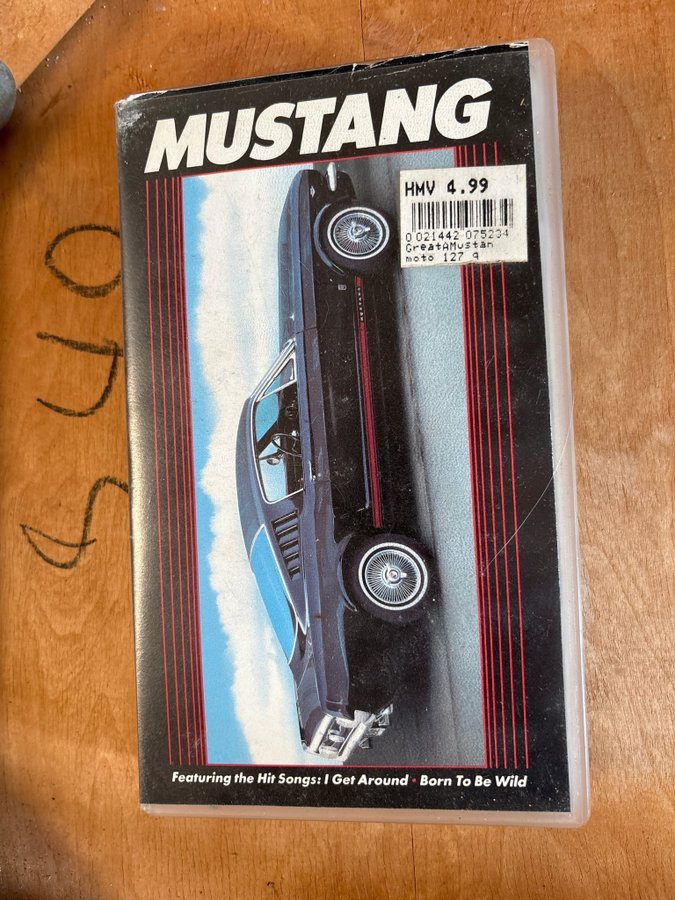 MUSTANG
HMV 4.99
0 021442 075234
GreatAMustan
moto 127 q
MUSTANG
Featuring the Hit Songs: I Get Around • Born To Be Wild